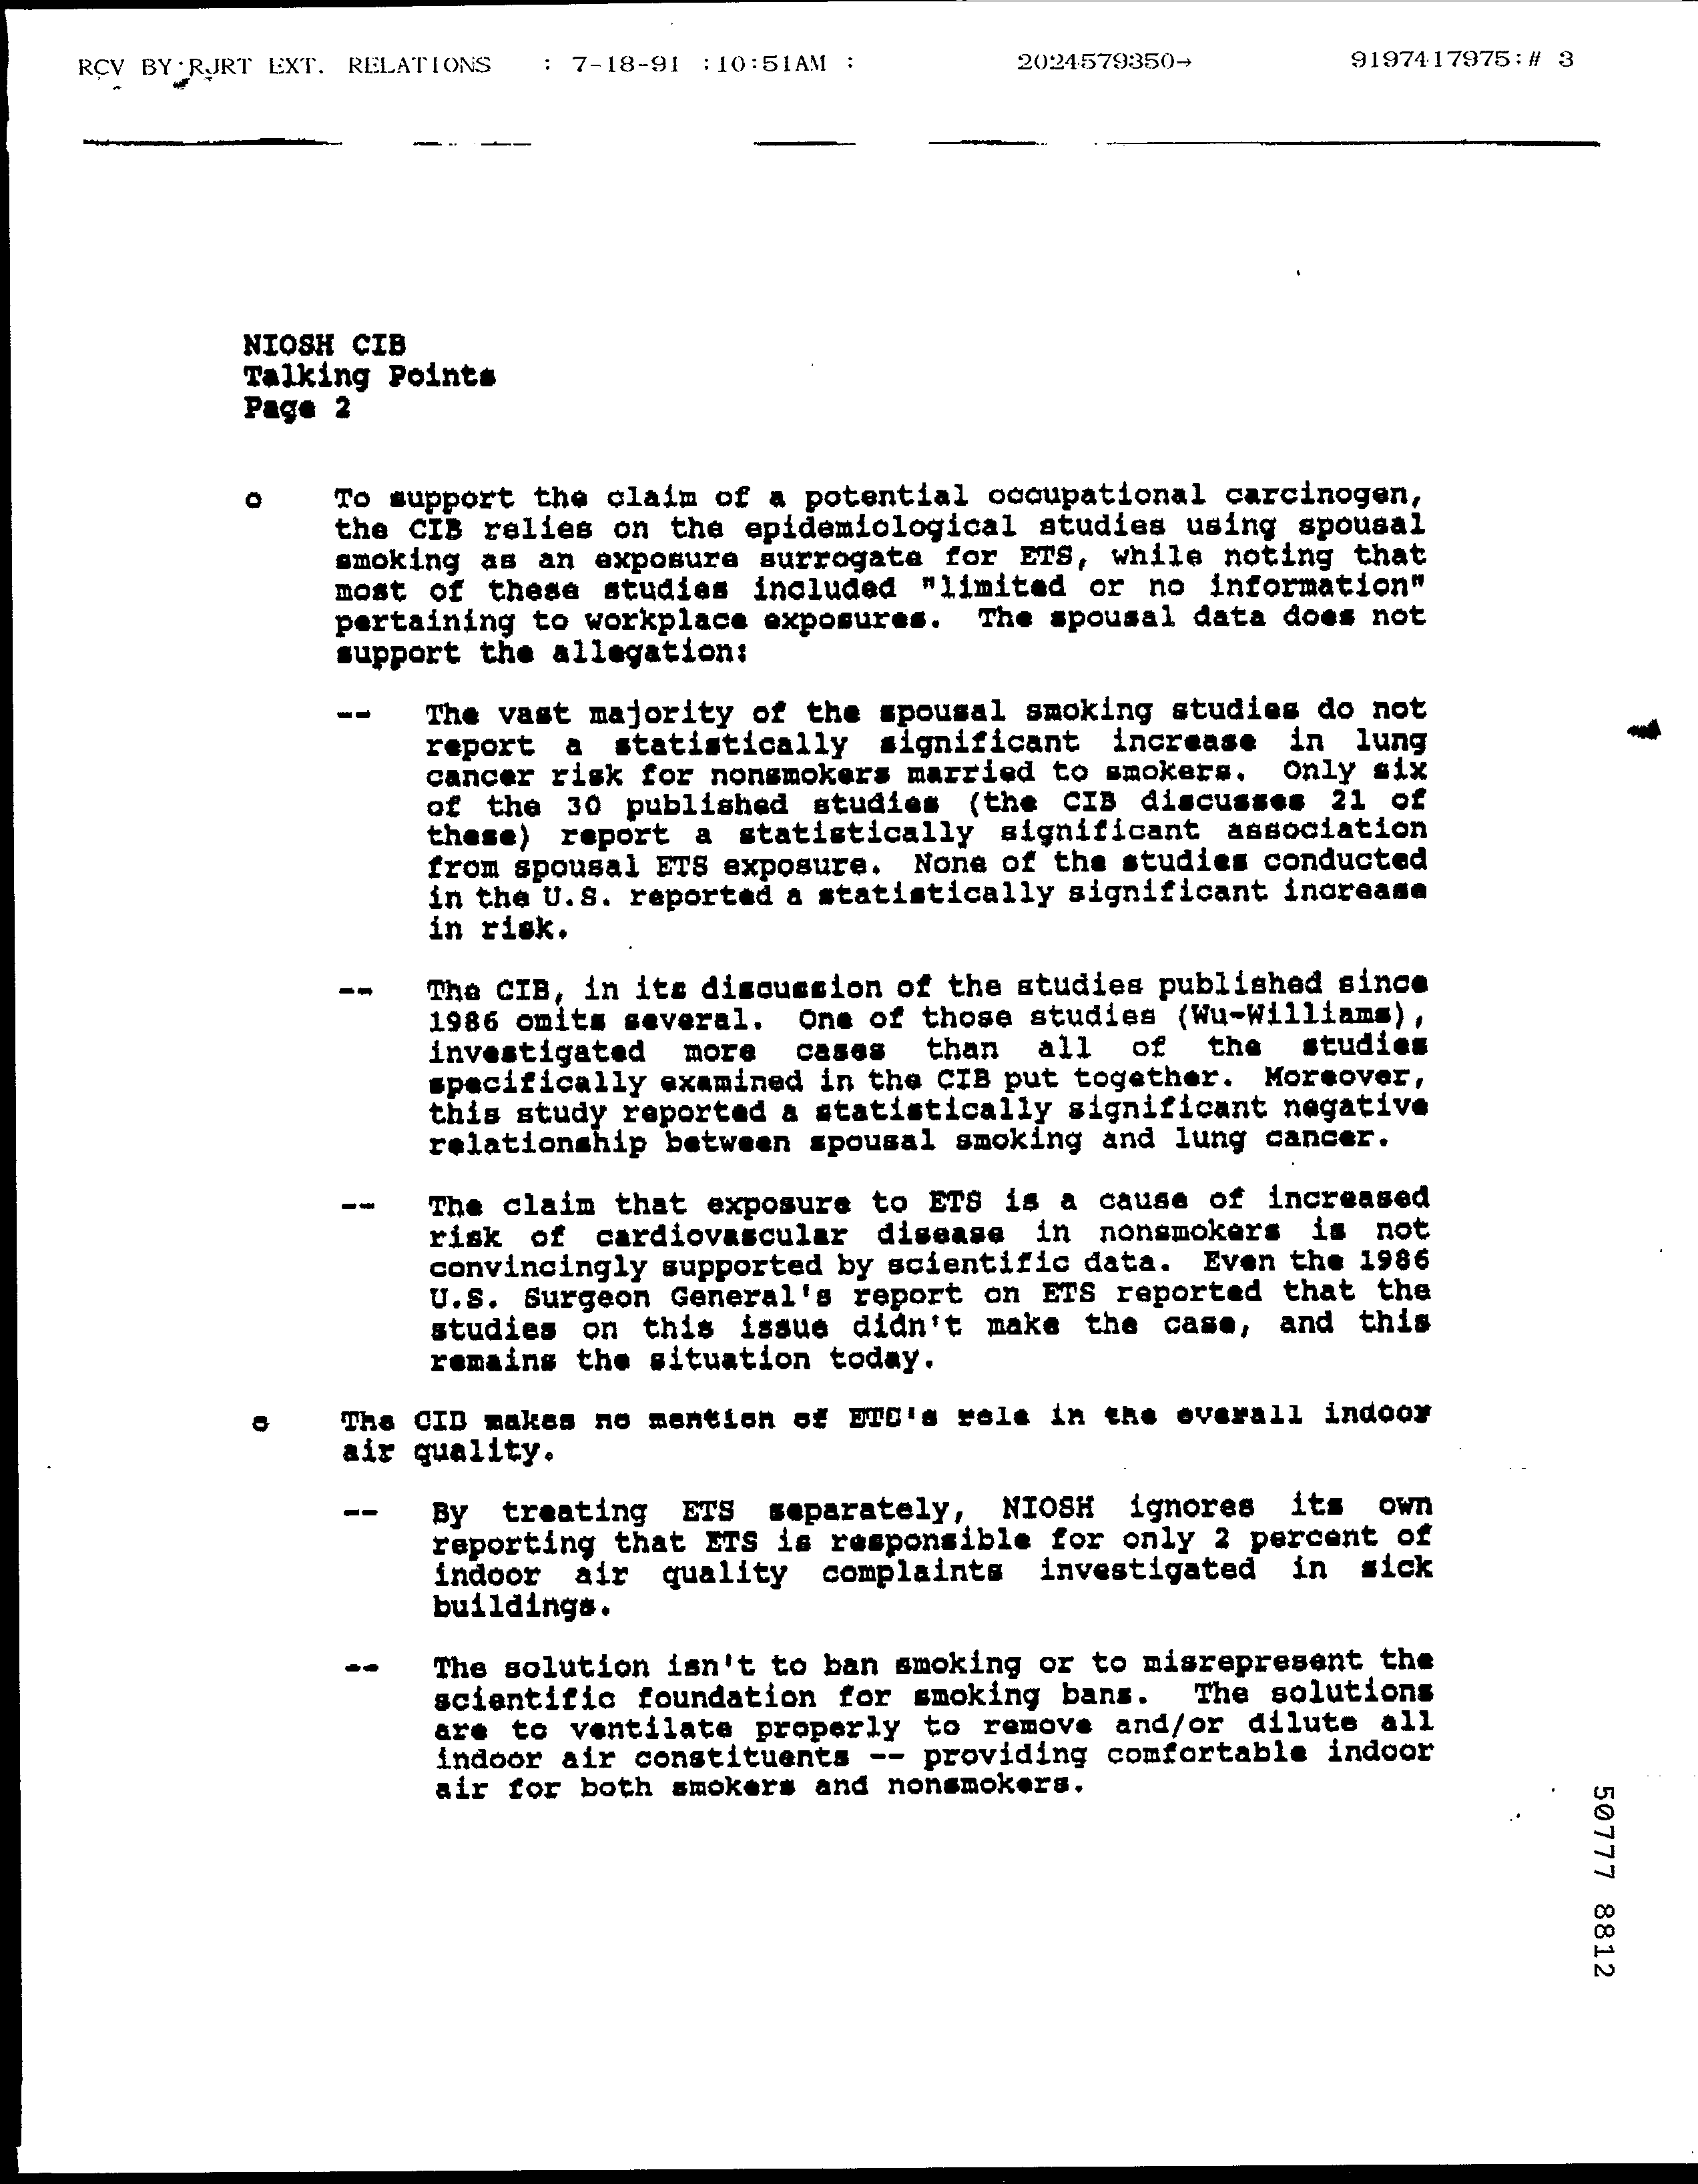 RCV BY:RJRT EXT. RELATIONS : 7-18-91 :10:51AM : 2024579350→ 9197417975:# 3
NIOSH CIB
Talking Points
Page 2
o To support the claim of a potential occupational carcinogen,
the CIB relies on the epidemiological studies using spousal
smoking as an exposure surrogate for ETS, while noting that
most of these studies included "limited or no information"
pertaining to workplace exposures. The spousal data does not
support the allegation:
-- The vast majority of the spousal smoking studies do not
report a statistically significant increase in lung
cancer risk for nonsmokers married to smokers. Only six
of the 30 published studies (the CIB discusses 21 of
these) report a statistically significant association
from spousal ETS exposure. None of the studies conducted
in the U.S. reported a statistically significant increase
in risk.
-- The CIB, in its discussion of the studies published since
1986 omits several. One of those studies (Wu-Williams),
investigated more cases than all of the studies
specifically examined in the CIB put together. Moreover,
this study reported a statistically significant negative
relationship between spousal smoking and lung cancer.
-- The claim that exposure to ETS is a cause of increased
risk of cardiovascular disease in nonsmokers is not
convincingly supported by scientific data. Even the 1986
U.S. Surgeon General's report on ETS reported that the
studies on this issue didn't make the case, and this
remains the situation today.
o The CIB makes no mention of ETS's role in the overall indoor
air quality.
-- By treating ETS separately, NIOSH ignores its own
reporting that ETS is responsible for only 2 percent of
indoor air quality complaints investigated in sick
buildings.
-- The solution isn't to ban smoking or to misrepresent the
scientific foundation for smoking bans. The solutions
are to ventilate properly to remove and/or dilute all
indoor air constituents -- providing comfortable indoor
air for both smokers and nonsmokers.
50777 8812